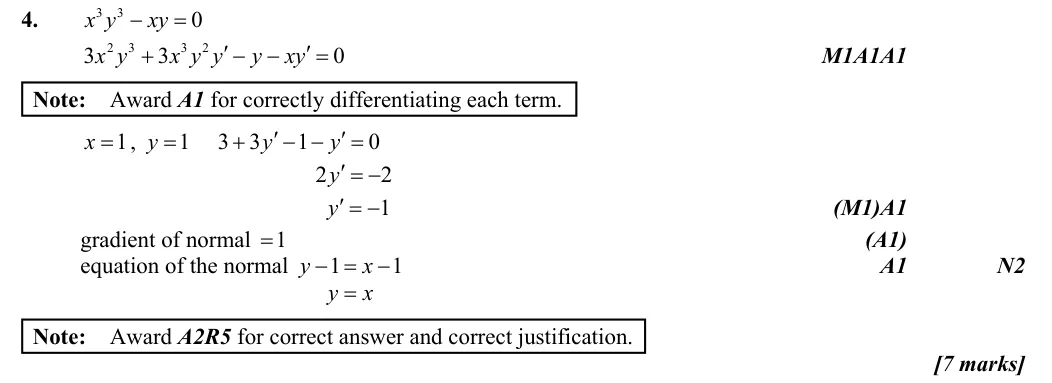 4. x³y³ − xy = 0
3x²y³ + 3x³y²y′ − y − xy′ = 0 M1A1A1
Note: Award A1 for correctly differentiating each term.
x = 1, y = 1 3 + 3y′ − 1 − y′ = 0
2y′ = −2
y′ = −1 (M1)A1
gradient of normal = 1 (A1)
equation of the normal y − 1 = x − 1 A1 N2
y = x
Note: Award A2R5 for correct answer and correct justification.
[7 marks]